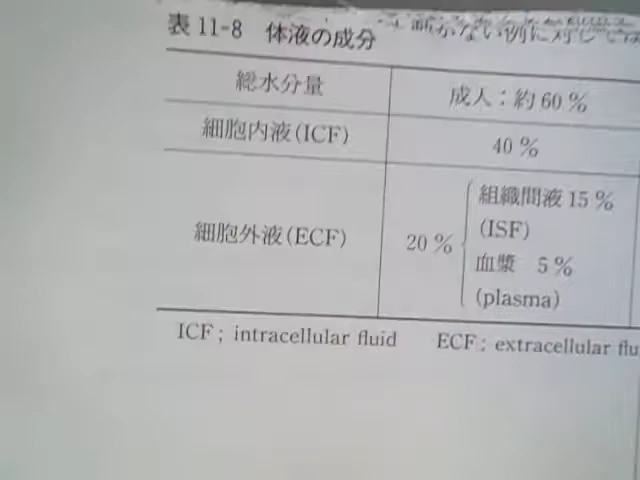 表 11-8 体液の成分
総水分量 成人：約 60 %
細胞内液(ICF) 40 %
細胞外液(ECF) 20 % 組織間液 15 %
(ISF)
血漿 5 %
(plasma)
ICF ; intracellular fluid ECF ; extracellular flu